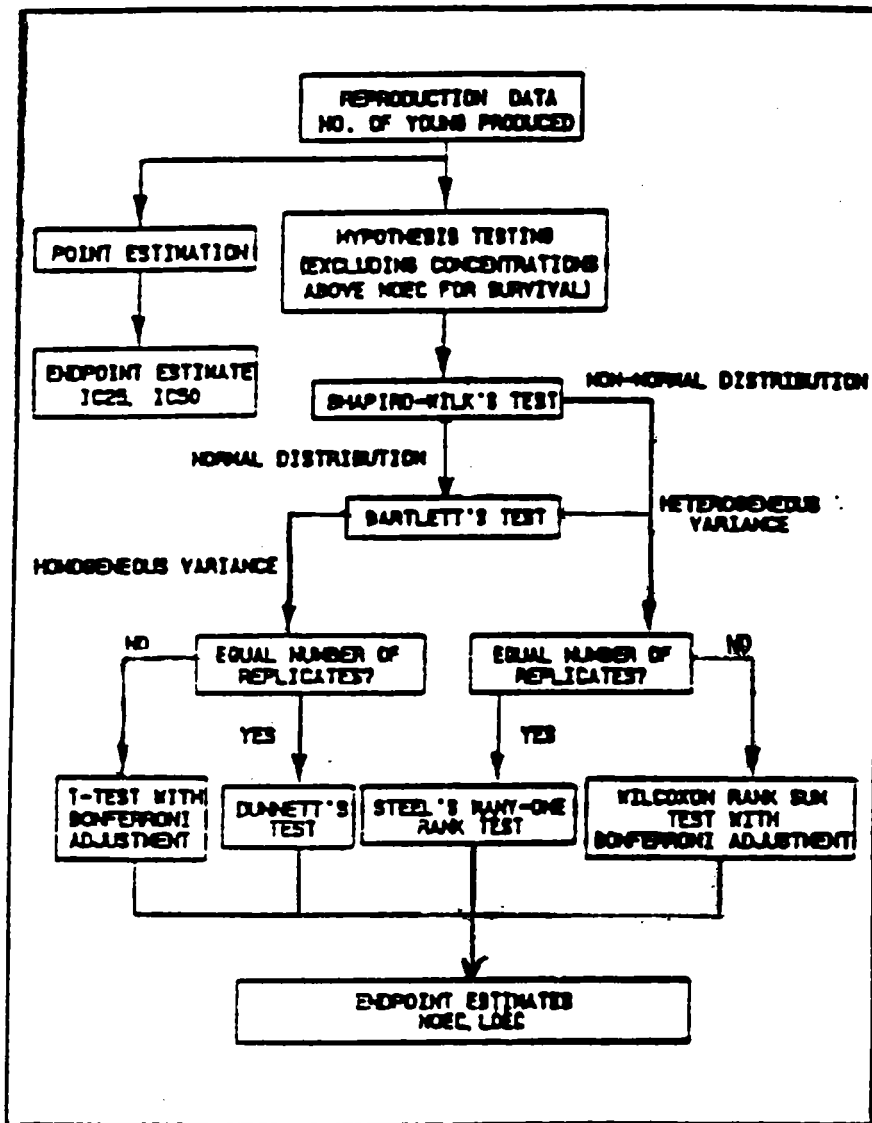 REPRODUCTION DATA
NO. OF YOUNG PRODUCED
POINT ESTIMATION
HYPOTHESIS TESTING
(EXCLUDING CONCENTRATIONS
ABOVE NOEC FOR SURVIVAL)
ENDPOINT ESTIMATE
IC25, IC50
SHAPIRO-WILK'S TEST
NON-NORMAL DISTRIBUTION
NORMAL DISTRIBUTION
BARTLETT'S TEST
HETEROGENEOUS
VARIANCE
HOMOGENEOUS VARIANCE
NO
EQUAL NUMBER OF
REPLICATES?
EQUAL NUMBER OF
REPLICATES?
NO
YES
YES
T-TEST WITH
BONFERRONI
ADJUSTMENT
DUNNETT'S
TEST
STEEL'S MANY-ONE
RANK TEST
WILCOXON RANK SUM
TEST WITH
BONFERRONI ADJUSTMENT
ENDPOINT ESTIMATES
NOEC, LOEC